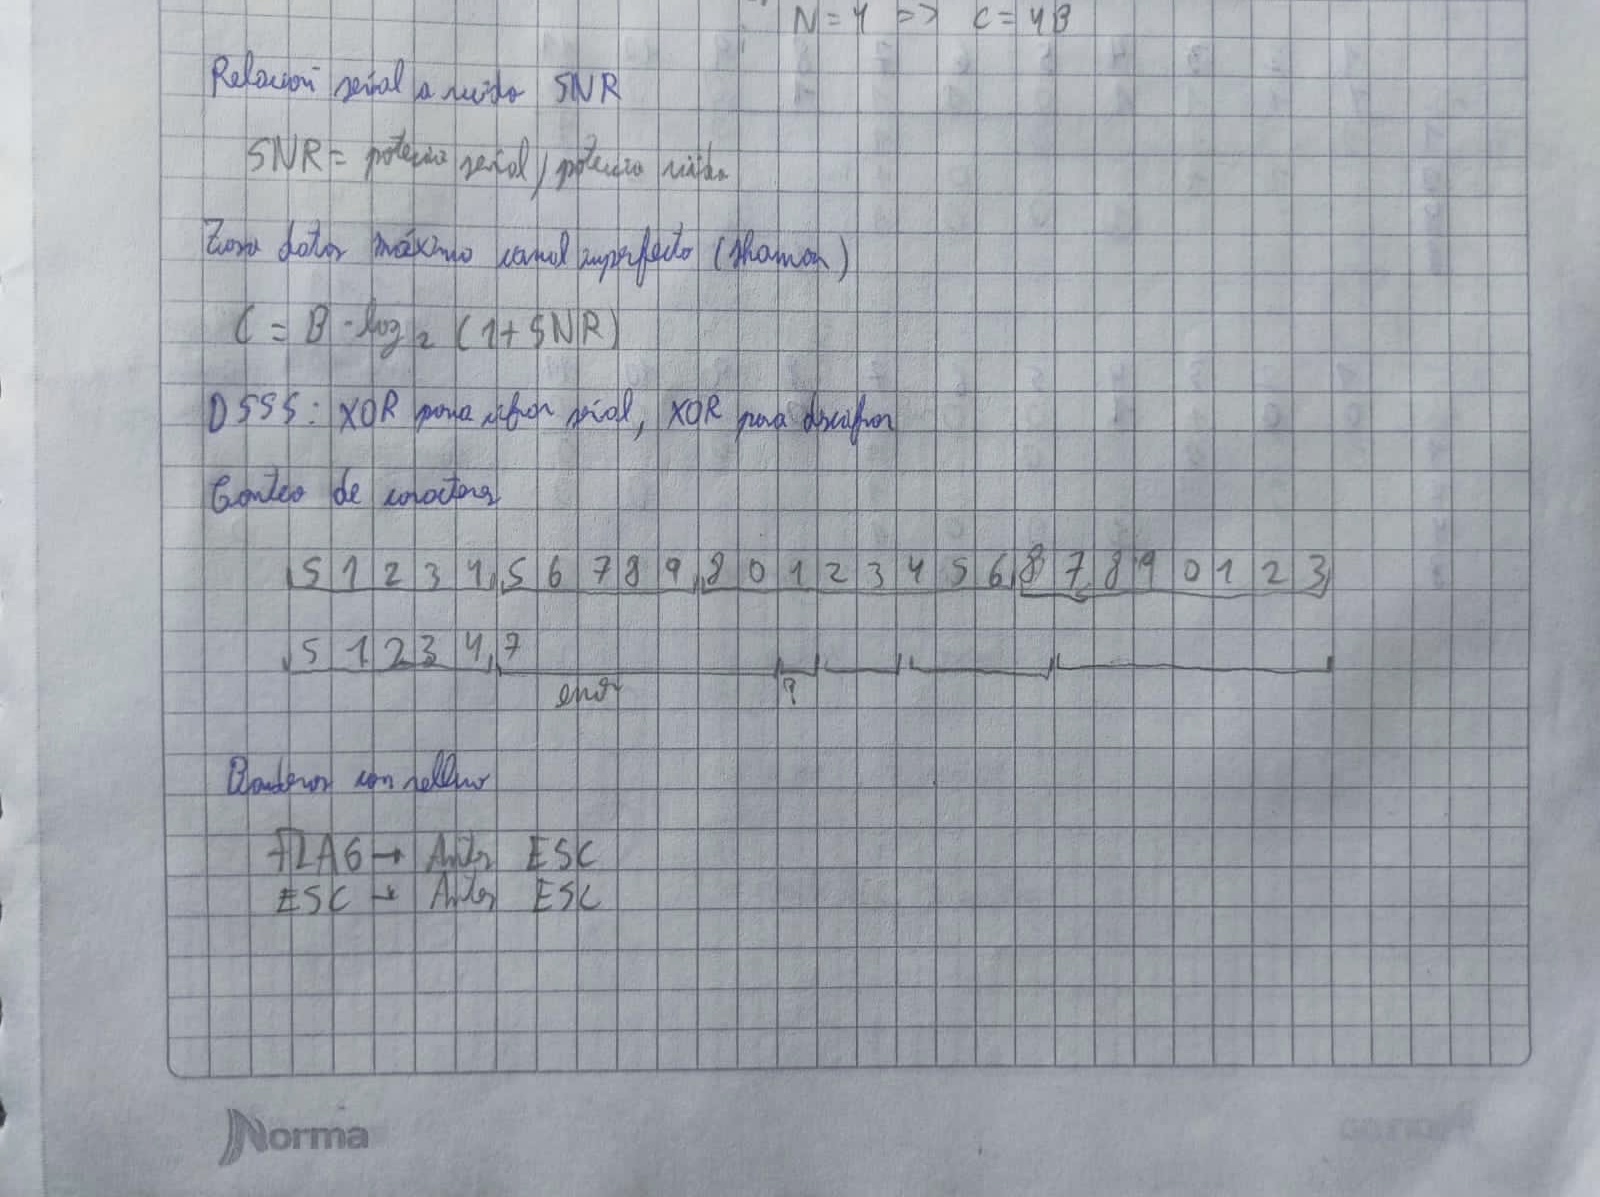 N = 4 => C = 4B
Relación señal a ruido SNR
SNR = potencia señal / potencia ruido
Tasa datos máximo canal imperfecto (Shannon)
C = B · log₂ (1 + SNR)
DSSS: XOR para cifrar señal, XOR para descifrar
Conteo de caracteres
5 1 2 3 4 5 6 7 8 9 8 0 1 2 3 4 5 6 8 7 8 9 0 1 2 3
5 1 2 3 4 7
error ?
Banderas con relleno
FLAG → Antes ESC
ESC → Antes ESC
Norma